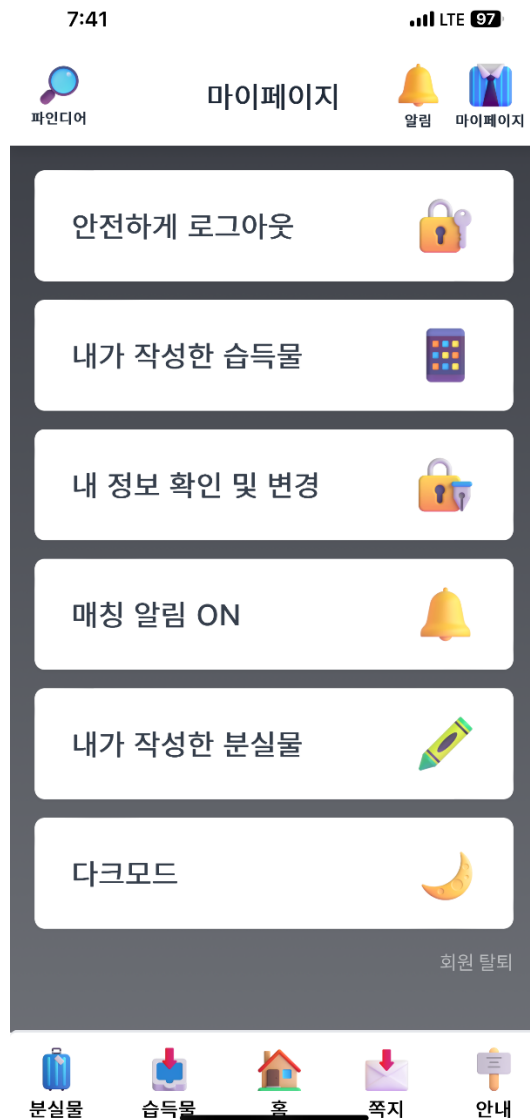 7:41
LTE 97
파인디어
마이페이지
알림
마이페이지
안전하게 로그아웃
내가 작성한 습득물
내 정보 확인 및 변경
매칭 알림 ON
내가 작성한 분실물
다크모드
회원 탈퇴
분실물
습득물
홈
쪽지
안내